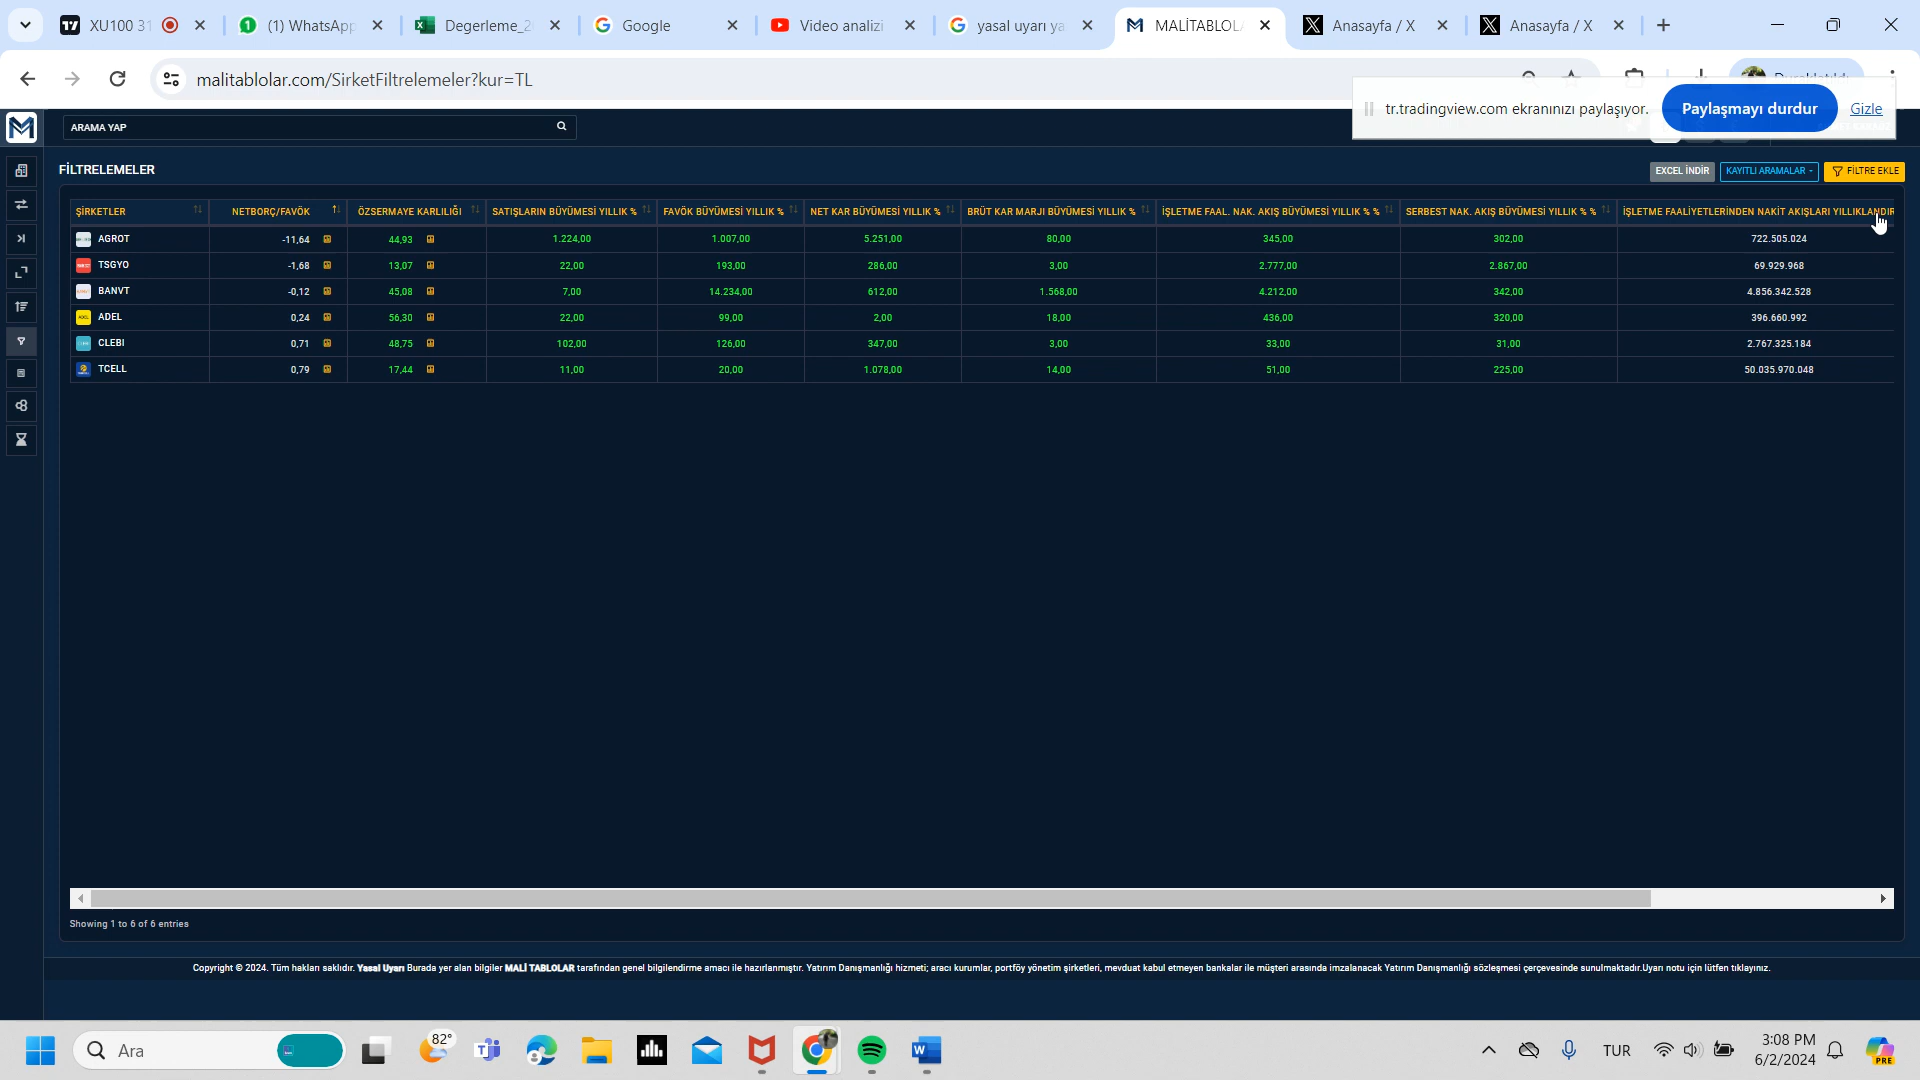 XU100 31
(1) WhatsApp
Degerleme_2
Google
Video analizi
yasal uyarı ya
MALİTABLOLA
Anasayfa / X
Anasayfa / X
malitablolar.com/SirketFiltrelemeler?kur=TL
tr.tradingview.com ekranınızı paylaşıyor.
Paylaşmayı durdur
Gizle
ARAMA YAP
FİLTRELEMELER
EXCEL İNDİR
KAYITLI ARAMALAR
FİLTRE EKLE
ŞİRKETLER NETBORÇ/FAVÖK ÖZSERMAYE KARLILIĞI SATIŞLARIN BÜYÜMESİ YILLIK % FAVÖK BÜYÜMESİ YILLIK % NET KAR BÜYÜMESİ YILLIK % BRÜT KAR MARJI BÜYÜMESİ YILLIK % İŞLETME FAAL. NAK. AKIŞ BÜYÜMESİ YILLIK % % SERBEST NAK. AKIŞ BÜYÜMESİ YILLIK % % İŞLETME FAALİYETLERİNDEN NAKİT AKIŞLARI YILLIKLANDIR
AGROT -11,64 44,93 1.224,00 1.007,00 5.251,00 80,00 345,00 302,00 722.505.024
TSGYO -1,68 13,07 22,00 193,00 286,00 3,00 2.777,00 2.867,00 69.929.968
BANVT -0,12 45,08 7,00 14.234,00 612,00 1.568,00 4.212,00 342,00 4.856.342.528
ADEL 0,24 56,30 22,00 99,00 2,00 18,00 436,00 320,00 396.660.992
CLEBI 0,71 48,75 102,00 126,00 347,00 3,00 33,00 31,00 2.767.325.184
TCELL 0,79 17,44 11,00 20,00 1.078,00 14,00 51,00 225,00 50.035.970.048
Showing 1 to 6 of 6 entries
Copyright © 2024. Tüm hakları saklıdır. Yasal Uyarı Burada yer alan bilgiler MALİ TABLOLAR tarafından genel bilgilendirme amacı ile hazırlanmıştır. Yatırım Danışmanlığı hizmeti; aracı kurumlar, portföy yönetim şirketleri, mevduat kabul etmeyen bankalar ile müşteri arasında imzalanacak Yatırım Danışmanlığı sözleşmesi çerçevesinde sunulmaktadır.Uyarı notu için lütfen tıklayınız.
Ara
82°
TUR
3:08 PM
6/2/2024
PRE